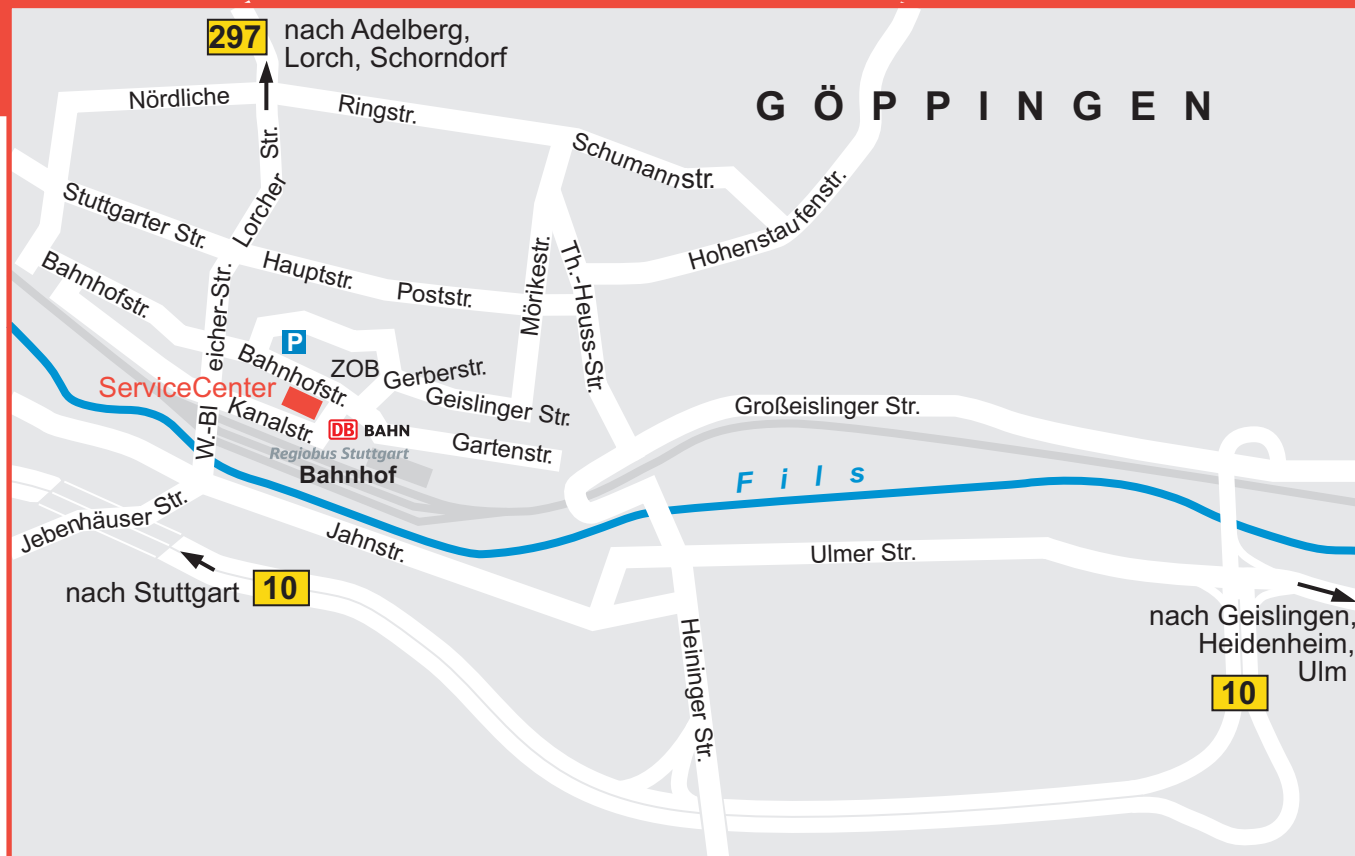 297
nach Adelberg,
Lorch, Schorndorf
GÖPPINGEN
Nördliche
Ringstr.
Schumannstr.
Lorcher Str.
Stuttgarter Str.
Hohenstaufenstr.
Hauptstr.
Poststr.
Mörikestr.
Th.-Heuss-Str.
Bahnhofstr.
W.-Bl eicher-Str.
P
Bahnhofstr.
ZOB
Gerberstr.
ServiceCenter
Kanalstr.
Geislinger Str.
DB BAHN
Regiobus Stuttgart
Bahnhof
Gartenstr.
Großeislinger Str.
Fils
Jebenhäuser Str.
Jahnstr.
Ulmer Str.
nach Stuttgart
10
Heininger Str.
nach Geislingen,
Heidenheim,
Ulm
10